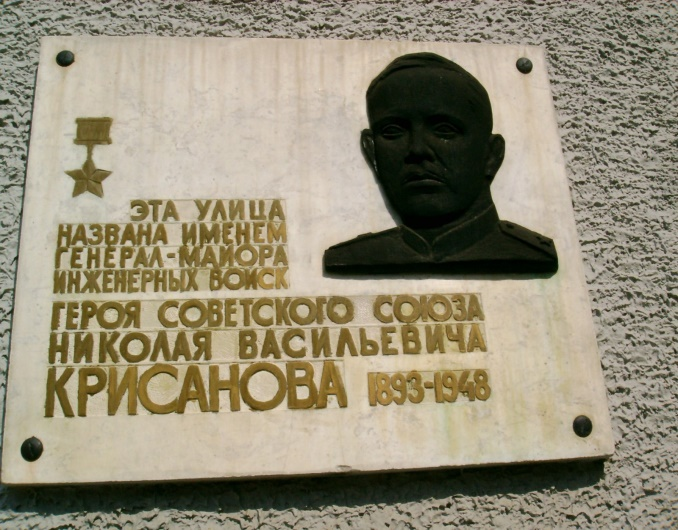 ЭТА УЛИЦА
НАЗВАНА ИМЕНЕМ
ГЕНЕРАЛ-МАЙОРА
ИНЖЕНЕРНЫХ ВОЙСК
ГЕРОЯ СОВЕТСКОГО СОЮЗА
НИКОЛАЯ ВАСИЛЬЕВИЧА
КРИСАНОВА 1893-1948